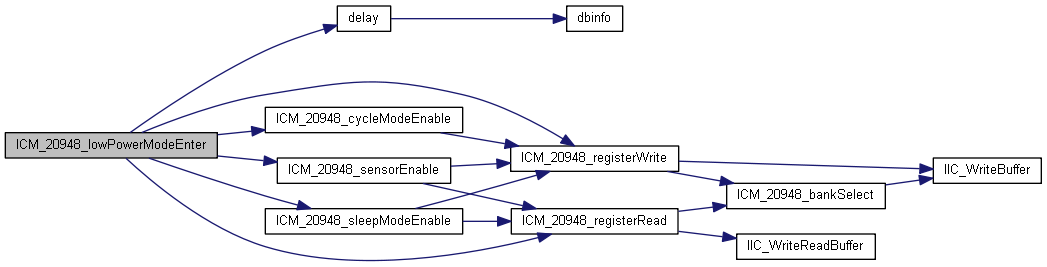 delay
dbinfo
ICM_20948_lowPowerModeEnter
ICM_20948_cycleModeEnable
ICM_20948_sensorEnable
ICM_20948_sleepModeEnable
ICM_20948_registerWrite
ICM_20948_registerRead
ICM_20948_bankSelect
IIC_WriteBuffer
IIC_WriteReadBuffer